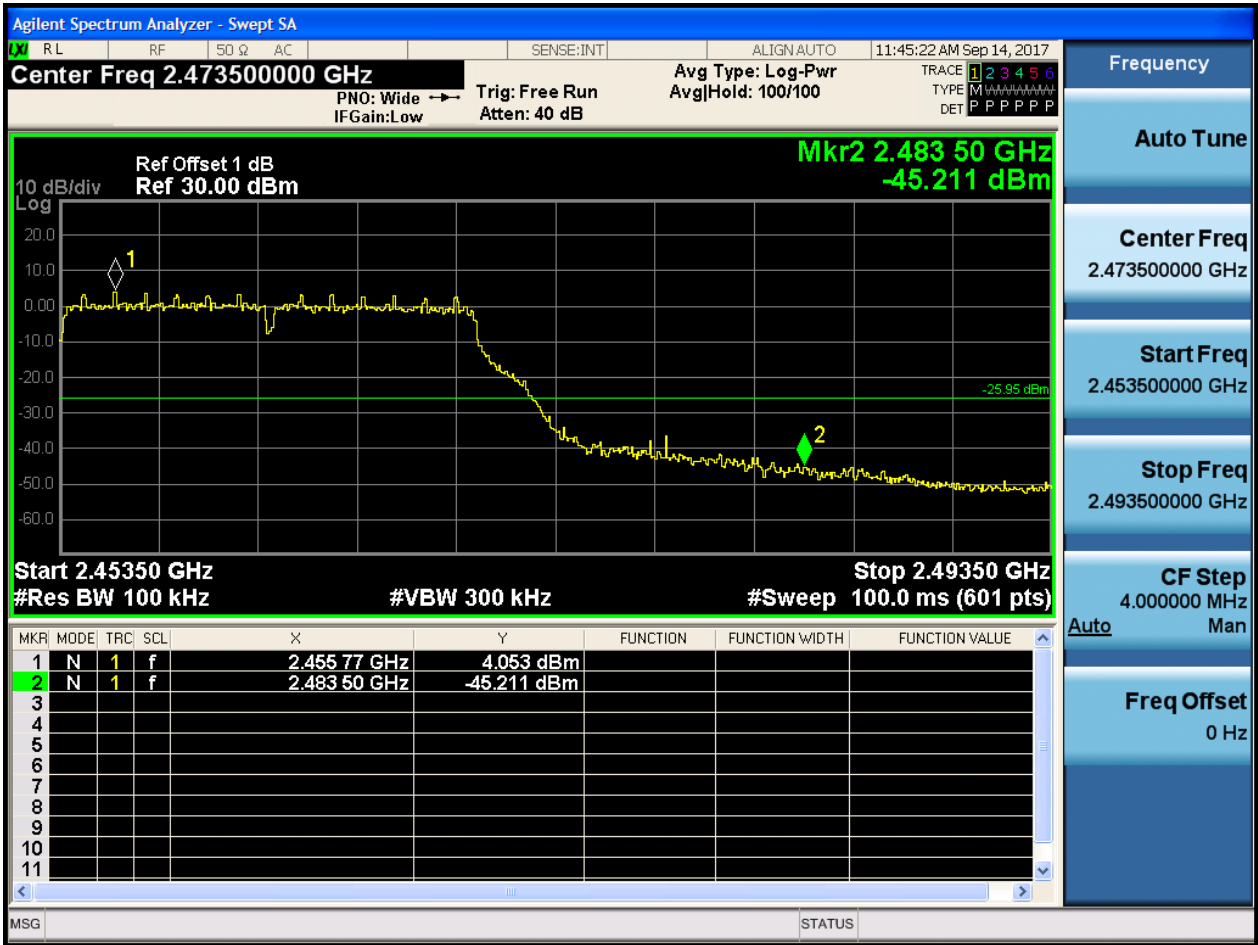 Agilent Spectrum Analyzer - Swept SA
LXI RL RF 50 Ω AC SENSE:INT ALIGN AUTO 11:45:22 AM Sep 14, 2017
Center Freq 2.473500000 GHz
PNO: Wide
IFGain:Low
Trig: Free Run
Atten: 40 dB
Avg Type: Log-Pwr
Avg|Hold: 100/100
TRACE 1 2 3 4 5 6
TYPE M WWWWW
DET P P P P P P
Mkr2 2.483 50 GHz
-45.211 dBm
Ref Offset 1 dB
10 dB/div Ref 30.00 dBm
Log
20.0
10.0
0.00
-10.0
-20.0
-30.0
-40.0
-50.0
-60.0
1
2
-25.95 dBm
Start 2.45350 GHz Stop 2.49350 GHz
#Res BW 100 kHz #VBW 300 kHz #Sweep 100.0 ms (601 pts)
MKR MODE TRC SCL X Y FUNCTION FUNCTION WIDTH FUNCTION VALUE
1 N 1 f 2.455 77 GHz 4.053 dBm
2 N 1 f 2.483 50 GHz -45.211 dBm
3
4
5
6
7
8
9
10
11
MSG STATUS
Frequency
Auto Tune
Center Freq
2.473500000 GHz
Start Freq
2.453500000 GHz
Stop Freq
2.493500000 GHz
CF Step
4.000000 MHz
Auto Man
Freq Offset
0 Hz